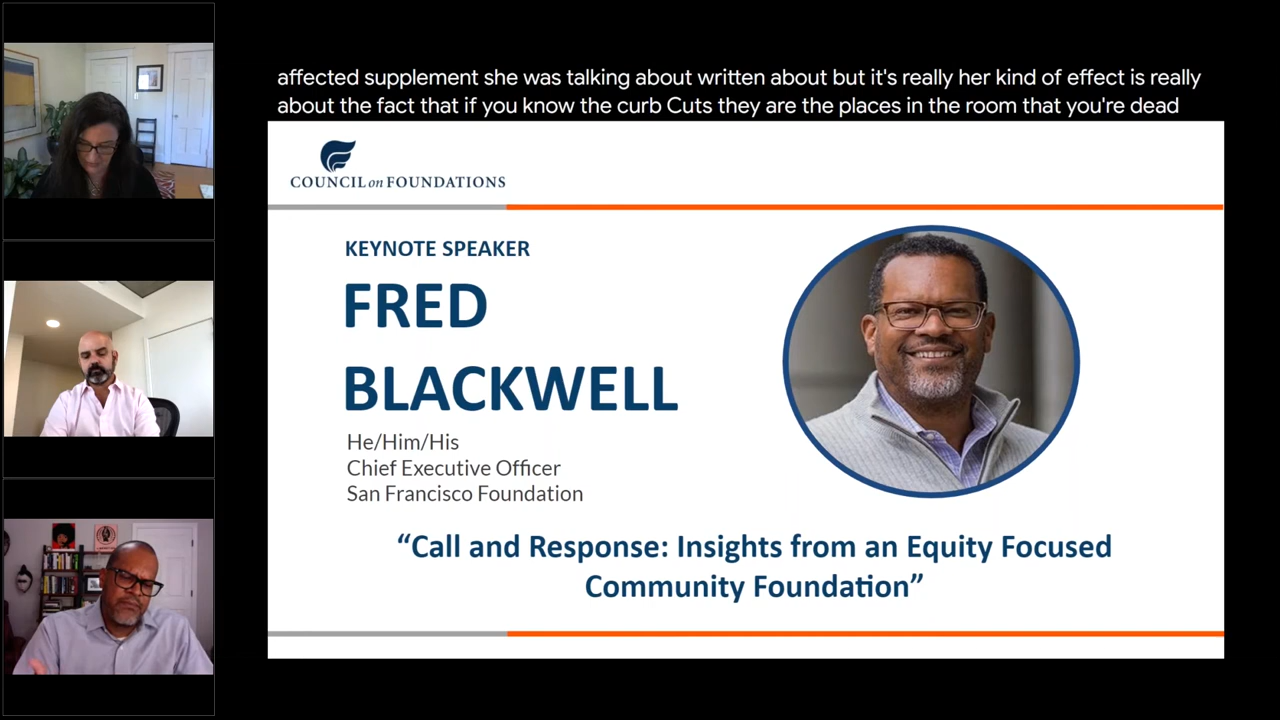 affected supplement she was talking about written about but it's really her kind of effect is really
about the fact that if you know the curb Cuts they are the places in the room that you're dead
COUNCIL on FOUNDATIONS
KEYNOTE SPEAKER
FRED
BLACKWELL
He/Him/His
Chief Executive Officer
San Francisco Foundation
“Call and Response: Insights from an Equity Focused
Community Foundation”